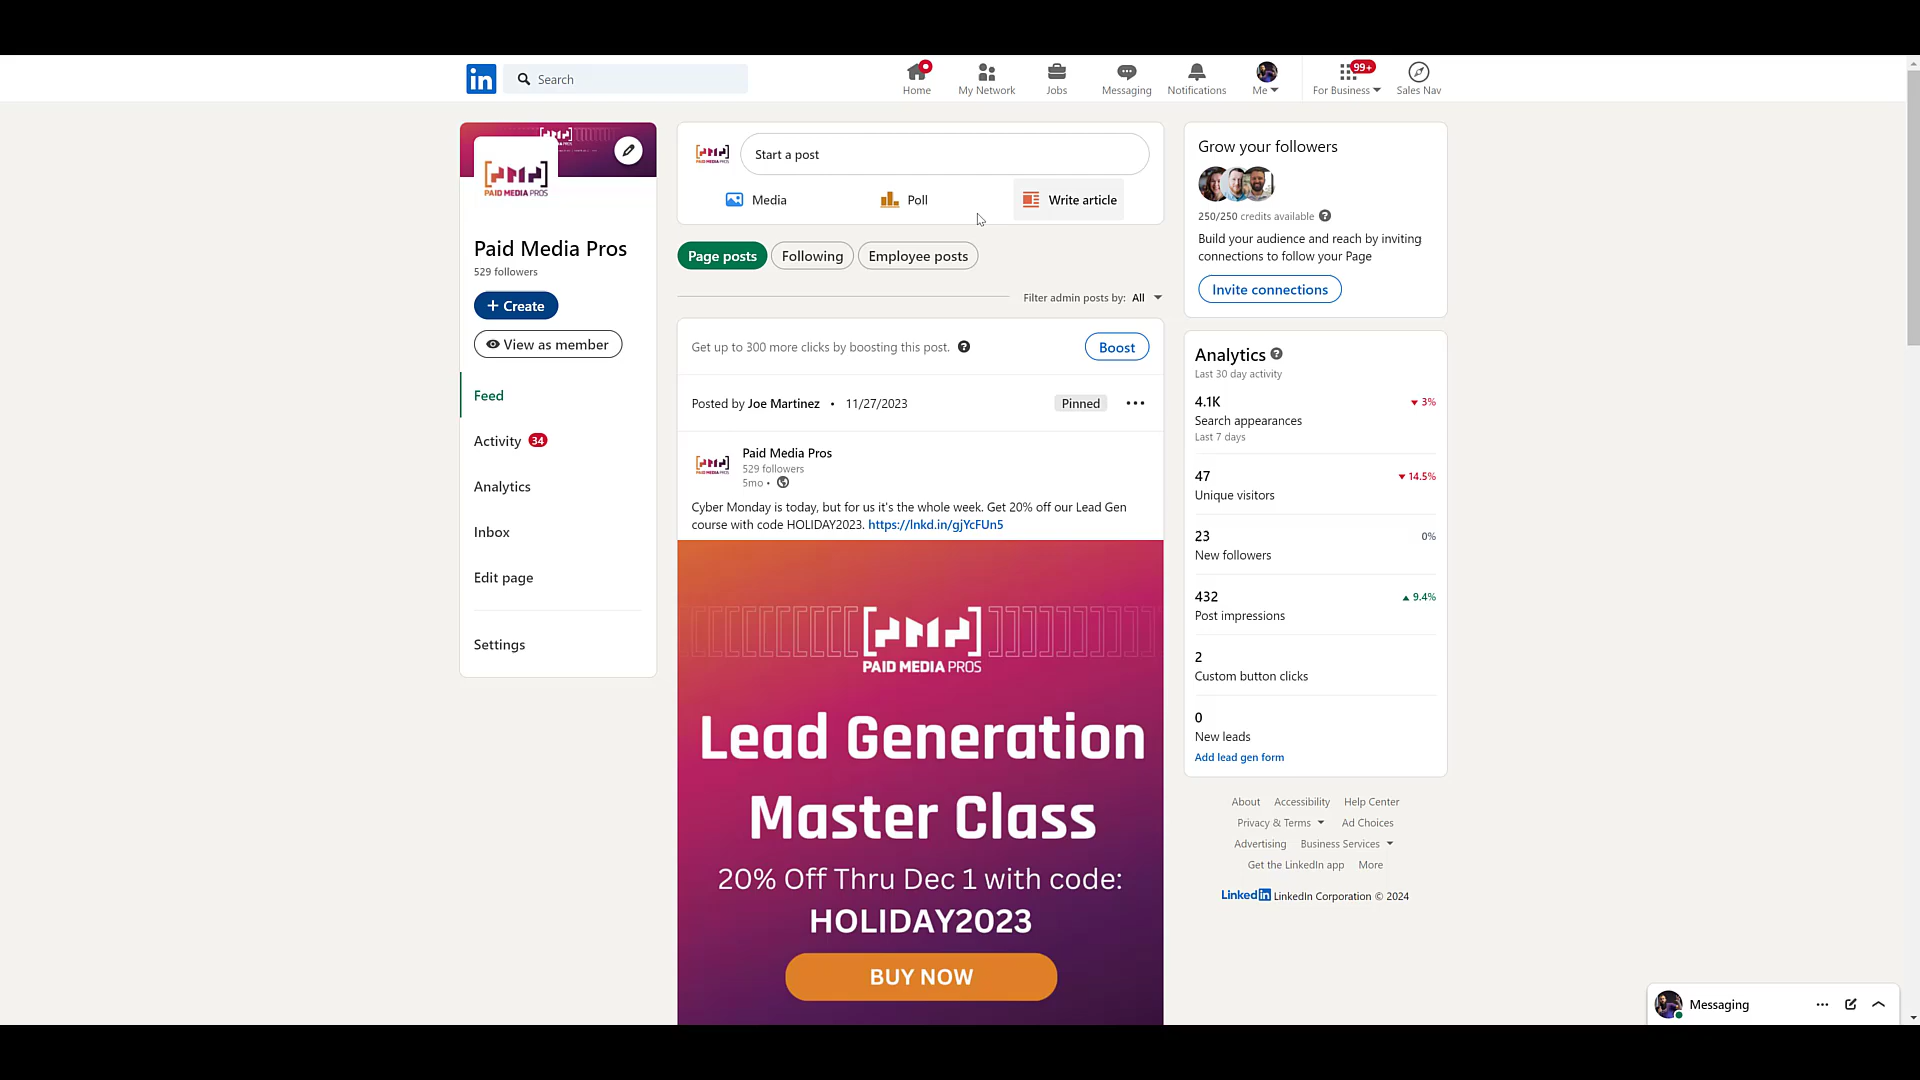 in
Search
Home
My Network
Jobs
Messaging
Notifications
Me
99+
For Business
Sales Nav
PAID MEDIA PROS
Paid Media Pros
529 followers
+ Create
View as member
Feed
Activity 34
Analytics
Inbox
Edit page
Settings
Start a post
Media
Poll
Write article
Page posts
Following
Employee posts
Filter admin posts by: All
Get up to 300 more clicks by boosting this post.
Boost
Posted by Joe Martinez • 11/27/2023
Pinned
Paid Media Pros
529 followers
5mo •
Cyber Monday is today, but for us it's the whole week. Get 20% off our Lead Gen
course with code HOLIDAY2023. https://lnkd.in/gjYcFUn5
PAID MEDIA PROS
Lead Generation
Master Class
20% Off Thru Dec 1 with code:
HOLIDAY2023
BUY NOW
Grow your followers
250/250 credits available
Build your audience and reach by inviting
connections to follow your Page
Invite connections
Analytics
Last 30 day activity
4.1K
3%
Search appearances
Last 7 days
47
14.5%
Unique visitors
23
0%
New followers
432
9.4%
Post impressions
2
Custom button clicks
0
New leads
Add lead gen form
About Accessibility Help Center
Privacy & Terms Ad Choices
Advertising Business Services
Get the LinkedIn app More
LinkedIn LinkedIn Corporation © 2024
Messaging